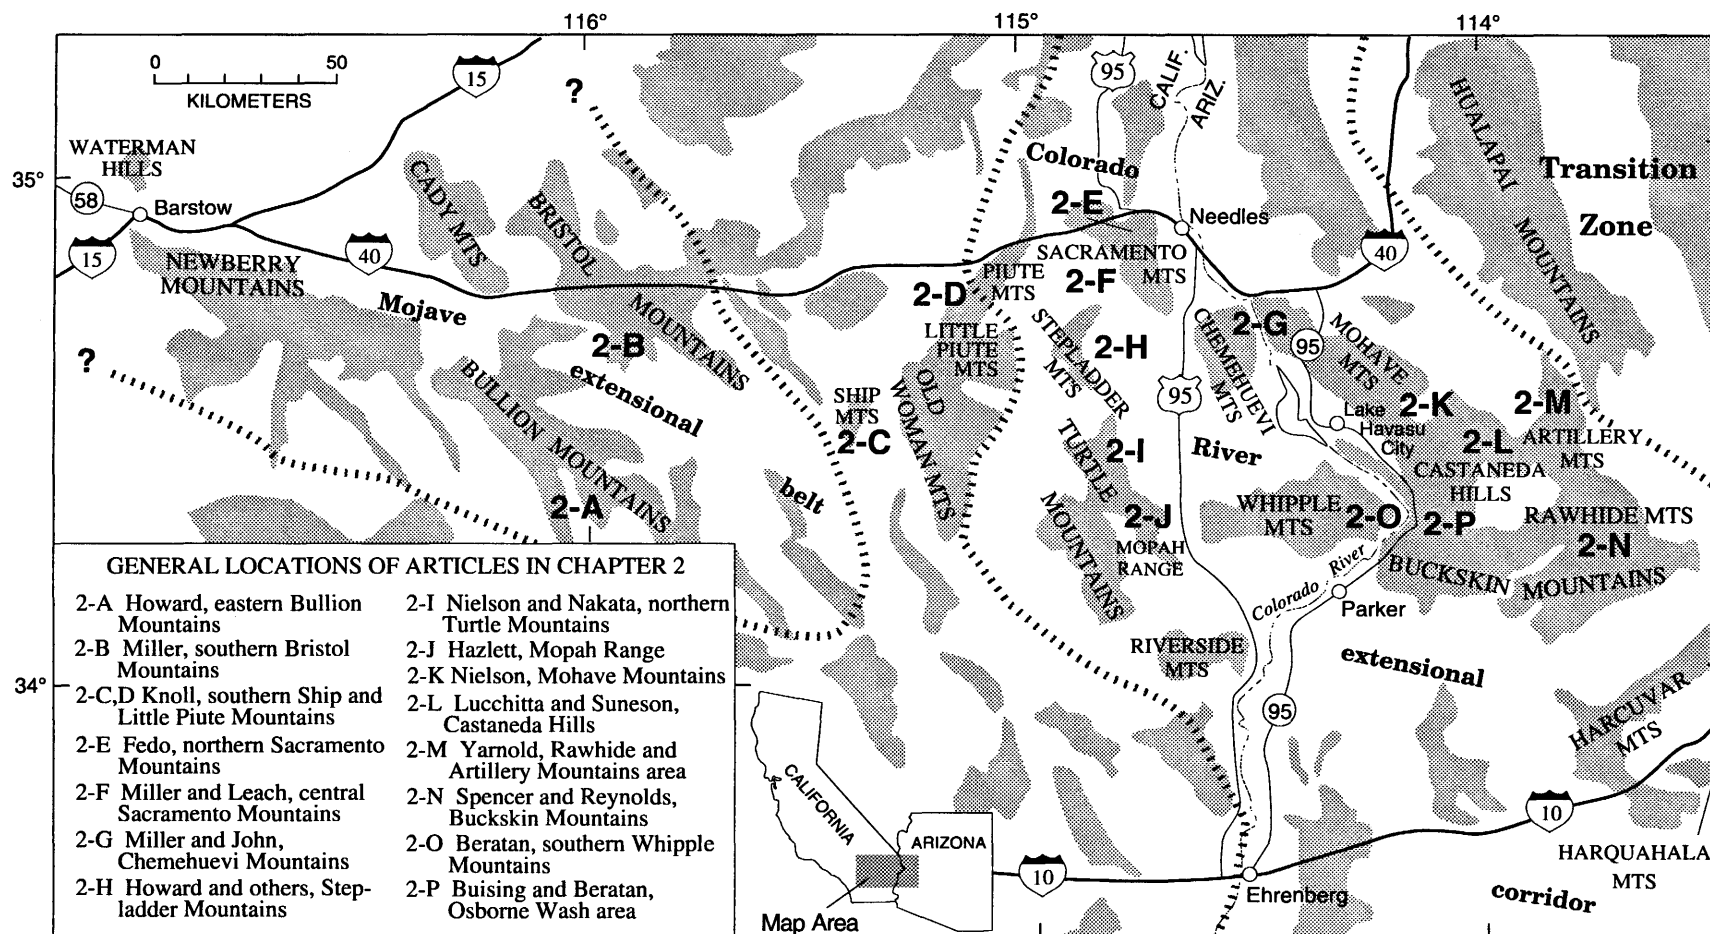 116°
115°
114°
0
50
KILOMETERS
15
?
95
CALIF.
ARIZ.
HUALAPAI
MOUNTAINS
WATERMAN
HILLS
Colorado
Transition
Zone
35°
58
Barstow
CADY MTS
BRISTOL
MOUNTAINS
2-E
Needles
15
40
NEWBERRY
MOUNTAINS
SACRAMENTO
MTS
40
Mojave
2-D
PIUTE
MTS
2-F
LITTLE
PIUTE
MTS
STEPLADDER
MTS
2-H
CHEMEHUEVI
MTS
2-G
95
MOHAVE
MTS
?
2-B
extensional
BULLION MOUNTAINS
SHIP
MTS
2-C
OLD
WOMAN MTS
95
Lake
Havasu
City
2-K
2-M
2-L
ARTILLERY
MTS
TURTLE
MOUNTAINS
2-I
River
CASTANEDA
HILLS
belt
2-A
2-J
WHIPPLE
MTS
2-O
2-P
RAWHIDE MTS
2-N
MOPAH
RANGE
BUCKSKIN MOUNTAINS
Colorado River
Parker
RIVERSIDE
MTS
extensional
34°
95
HARCUVAR
MTS
10
HARQUAHALA
MTS
10
Ehrenberg
corridor
GENERAL LOCATIONS OF ARTICLES IN CHAPTER 2
2-A Howard, eastern Bullion
Mountains
2-B Miller, southern Bristol
Mountains
2-C,D Knoll, southern Ship and
Little Piute Mountains
2-E Fedo, northern Sacramento
Mountains
2-F Miller and Leach, central
Sacramento Mountains
2-G Miller and John,
Chemehuevi Mountains
2-H Howard and others, Step-
ladder Mountains
2-I Nielson and Nakata, northern
Turtle Mountains
2-J Hazlett, Mopah Range
2-K Nielson, Mohave Mountains
2-L Lucchitta and Suneson,
Castaneda Hills
2-M Yarnold, Rawhide and
Artillery Mountains area
2-N Spencer and Reynolds,
Buckskin Mountains
2-O Beratan, southern Whipple
Mountains
2-P Buising and Beratan,
Osborne Wash area
CALIFORNIA
ARIZONA
Map Area